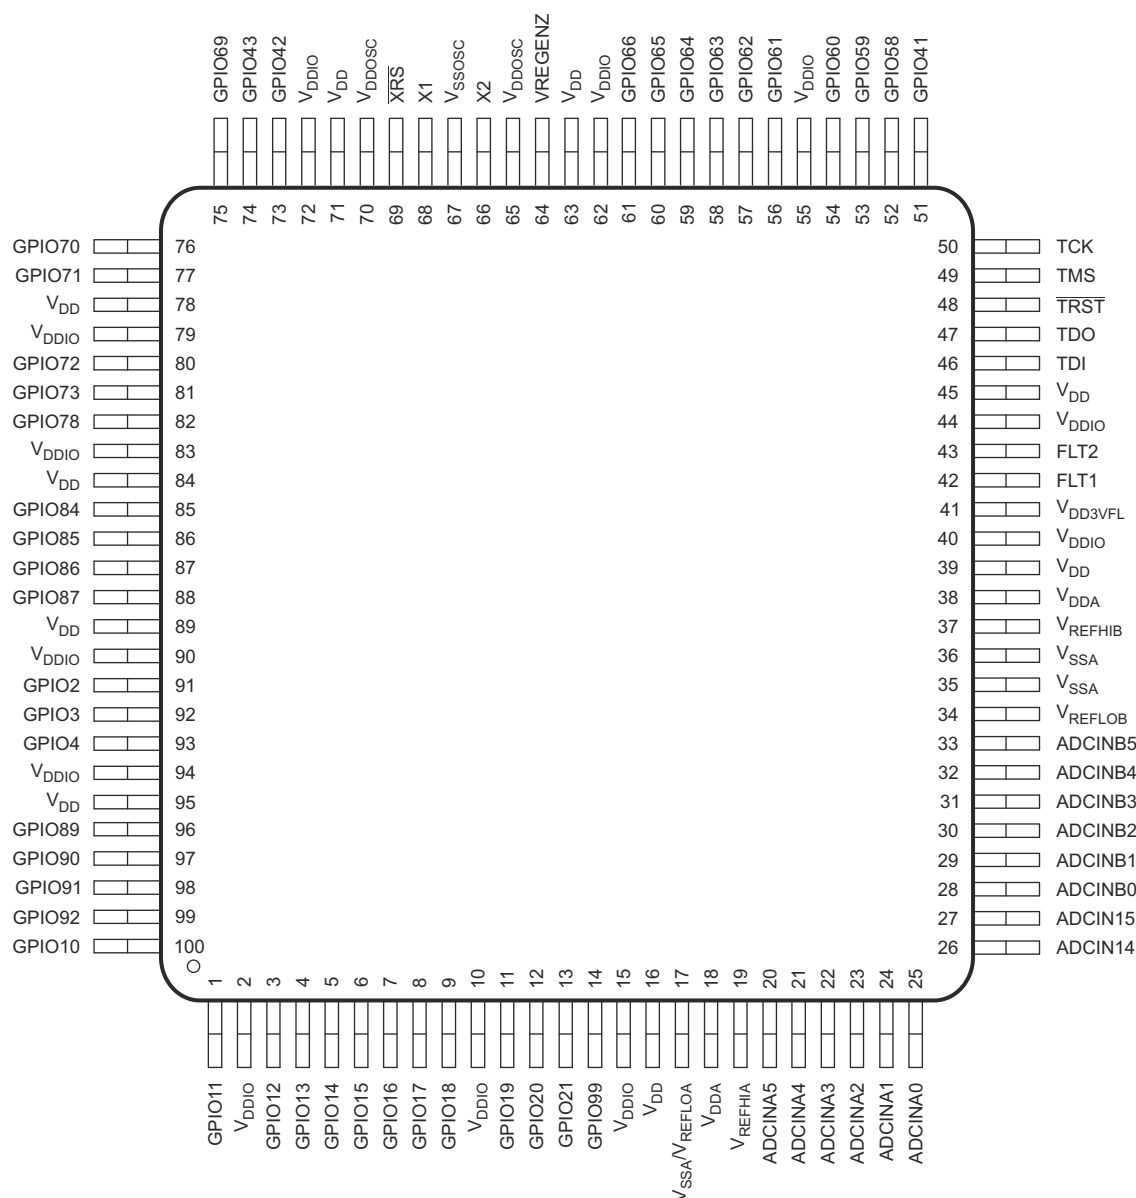 GPIO69 GPIO43 GPIO42 VDDIO VDD VDDOSC XRS X1 VSSOSC X2 VDDOSC VREGENZ VDD VDDIO GPIO66 GPIO65 GPIO64 GPIO63 GPIO62 GPIO61 VDDIO GPIO60 GPIO59 GPIO58 GPIO41
75 74 73 72 71 70 69 68 67 66 65 64 63 62 61 60 59 58 57 56 55 54 53 52 51
GPIO70 76 50 TCK
GPIO71 77 49 TMS
VDD 78 48 TRST
VDDIO 79 47 TDO
GPIO72 80 46 TDI
GPIO73 81 45 VDD
GPIO78 82 44 VDDIO
VDDIO 83 43 FLT2
VDD 84 42 FLT1
GPIO84 85 41 VDD3VFL
GPIO85 86 40 VDDIO
GPIO86 87 39 VDD
GPIO87 88 38 VDDA
VDD 89 37 VREFHIB
VDDIO 90 36 VSSA
GPIO2 91 35 VSSA
GPIO3 92 34 VREFLOB
GPIO4 93 33 ADCINB5
VDDIO 94 32 ADCINB4
VDD 95 31 ADCINB3
GPIO89 96 30 ADCINB2
GPIO90 97 29 ADCINB1
GPIO91 98 28 ADCINB0
GPIO92 99 27 ADCIN15
GPIO10 100 26 ADCIN14
1 2 3 4 5 6 7 8 9 10 11 12 13 14 15 16 17 18 19 20 21 22 23 24 25
GPIO11 VDDIO GPIO12 GPIO13 GPIO14 GPIO15 GPIO16 GPIO17 GPIO18 VDDIO GPIO19 GPIO20 GPIO21 GPIO99 VDDIO VDD VSSA/VREFLOA VDDA VREFHIA ADCINA5 ADCINA4 ADCINA3 ADCINA2 ADCINA1 ADCINA0